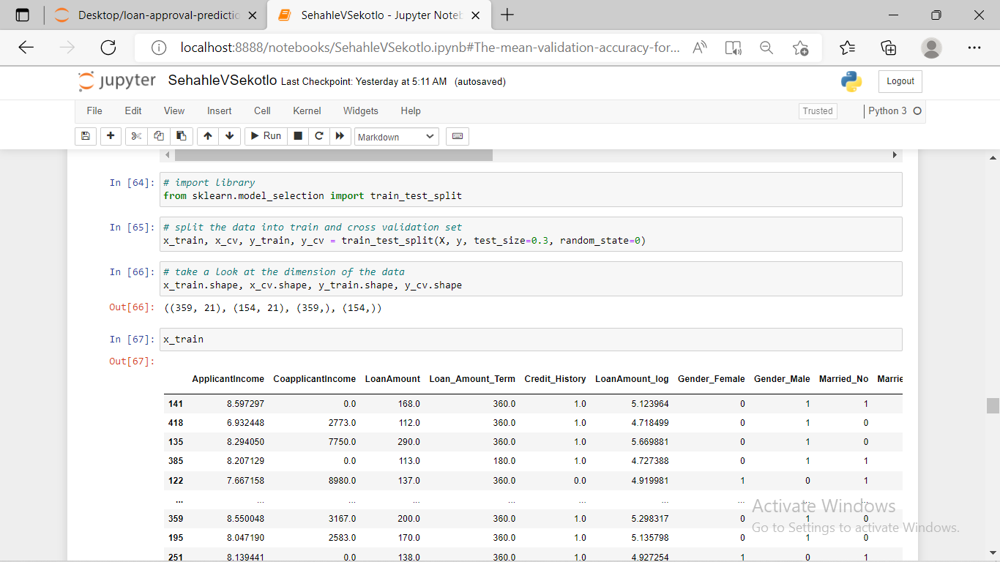 Desktop/loan-approval-predictic
SehahleVSekotlo - Jupyter Noteb
localhost:8888/notebooks/SehahleVSekotlo.ipynb#The-mean-validation-accuracy-for...
jupyter SehahleVSekotlo Last Checkpoint: Yesterday at 5:11 AM (autosaved)
Logout
File Edit View Insert Cell Kernel Widgets Help
Trusted
Python 3
Run
Markdown
In [64]: # import library
from sklearn.model_selection import train_test_split
In [65]: # split the data into train and cross validation set
x_train, x_cv, y_train, y_cv = train_test_split(X, y, test_size=0.3, random_state=0)
In [66]: # take a look at the dimension of the data
x_train.shape, x_cv.shape, y_train.shape, y_cv.shape
Out[66]: ((359, 21), (154, 21), (359,), (154,))
In [67]: x_train
Out[67]:
ApplicantIncome CoapplicantIncome LoanAmount Loan_Amount_Term Credit_History LoanAmount_log Gender_Female Gender_Male Married_No Marrie
141 8.597297 0.0 168.0 360.0 1.0 5.123964 0 1 1
418 6.932448 2773.0 112.0 360.0 1.0 4.718499 0 1 0
135 8.294050 7750.0 290.0 360.0 1.0 5.669881 0 1 0
385 8.207129 0.0 113.0 180.0 1.0 4.727388 0 1 1
122 7.667158 8980.0 137.0 360.0 0.0 4.919981 1 0 1
... ... ... ... ... ... ... ... ... ...
359 8.550048 3167.0 200.0 360.0 1.0 5.298317 0 1 0
195 8.047190 2583.0 170.0 360.0 1.0 5.135798 0 1 0
251 8.139441 0.0 138.0 360.0 1.0 4.927254 1 0 1
Activate Windows
Go to Settings to activate Windows.